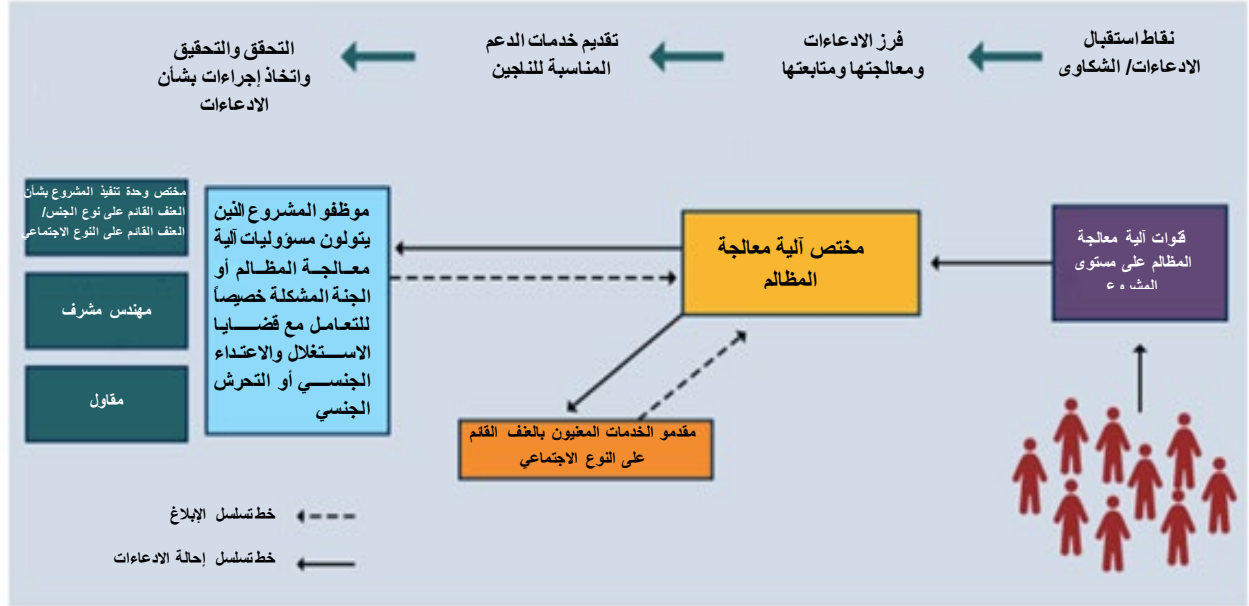 نقاط استقبال
الادعاءات/ الشكاوى
فرز الادعاءات
ومعالجتها ومتابعتها
تقديم خدمات الدعم
المناسبة للناجين
التحقق والتحقيق
واتخاذ إجراءات بشأن
الادعاءات
قنوات آلية معالجة
المظالم على مستوى
المشروع
مختص آلية معالجة
المظالم
موظفو المشروع الذين
يتولون مسؤوليات آلية
معالجة المظالم أو
الجنة المشكلة خصيصاً
للتعامل مع قضايا
الاستغلال والاعتداء
الجنسي أو التحرش
الجنسي
مختص وحدة تنفيذ المشروع بشأن
العنف القائم على نوع الجنس/
العنف القائم على النوع الاجتماعي
مهندس مشرف
مقاول
مقدمو الخدمات المعنيون بالعنف القائم
على النوع الاجتماعي
خط تسلسل الإبلاغ
خط تسلسل إحالة الادعاءات